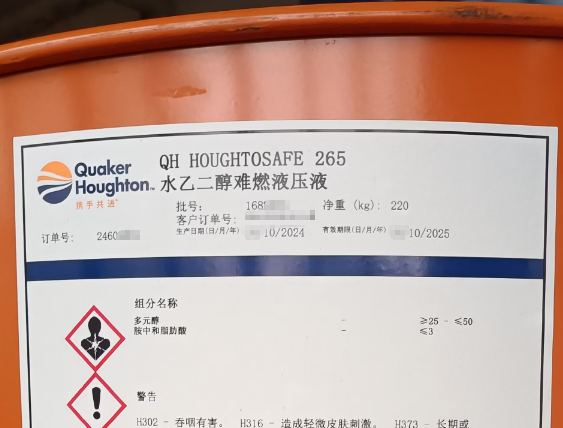 Quaker
Houghton™
携手共进™
QH HOUGHTOSAFE 265
水乙二醇难燃液压液
批号: 168
净重 (kg): 220
客户订单号:
订单号: 2460
生产日期(日/月/年) 10/2024
有效期限(日/月/年) 10/2025
组分名称
多元醇 - ≥25 - ≤50
胺中和脂肪酸 - ≤3
警告
H302 - 吞咽有害。 H316 - 造成轻微皮肤刺激。 H373 - 长期或